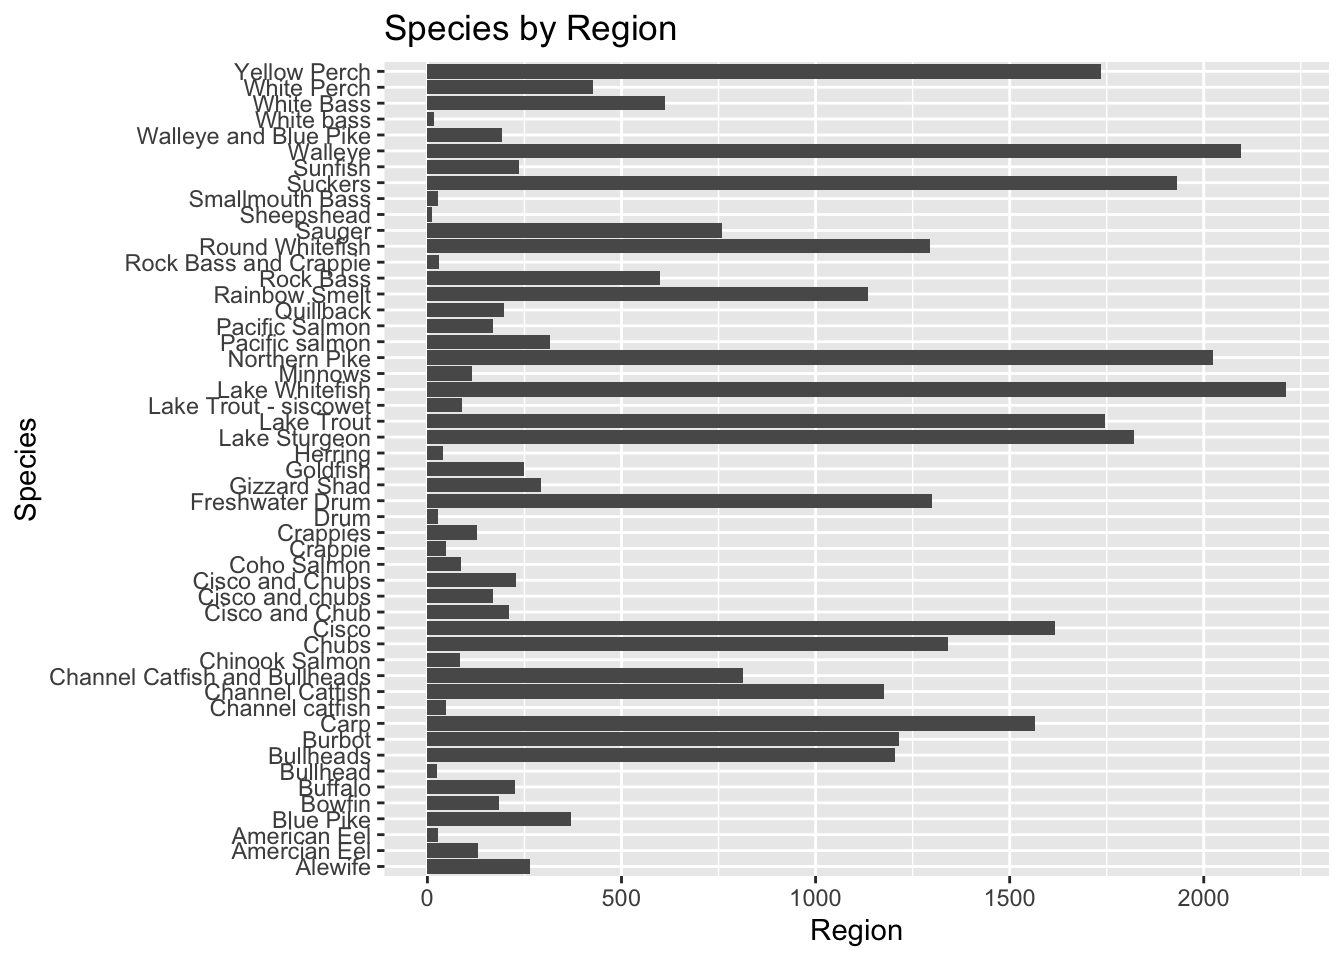 Species by Region
Yellow Perch
White Perch
White Bass
White bass
Walleye and Blue Pike
Walleye
Sunfish
Suckers
Smallmouth Bass
Sheepshead
Sauger
Round Whitefish
Rock Bass and Crappie
Rock Bass
Rainbow Smelt
Quillback
Pacific Salmon
Pacific salmon
Northern Pike
Minnows
Lake Whitefish
Lake Trout - siscowet
Lake Trout
Lake Sturgeon
Herring
Goldfish
Gizzard Shad
Freshwater Drum
Drum
Crappies
Crappie
Coho Salmon
Cisco and Chubs
Cisco and chubs
Cisco and Chub
Cisco
Chubs
Chinook Salmon
Channel Catfish and Bullheads
Channel Catfish
Channel catfish
Carp
Burbot
Bullheads
Bullhead
Buffalo
Bowfin
Blue Pike
American Eel
Amercian Eel
Alewife
Species
0 500 1000 1500 2000
Region